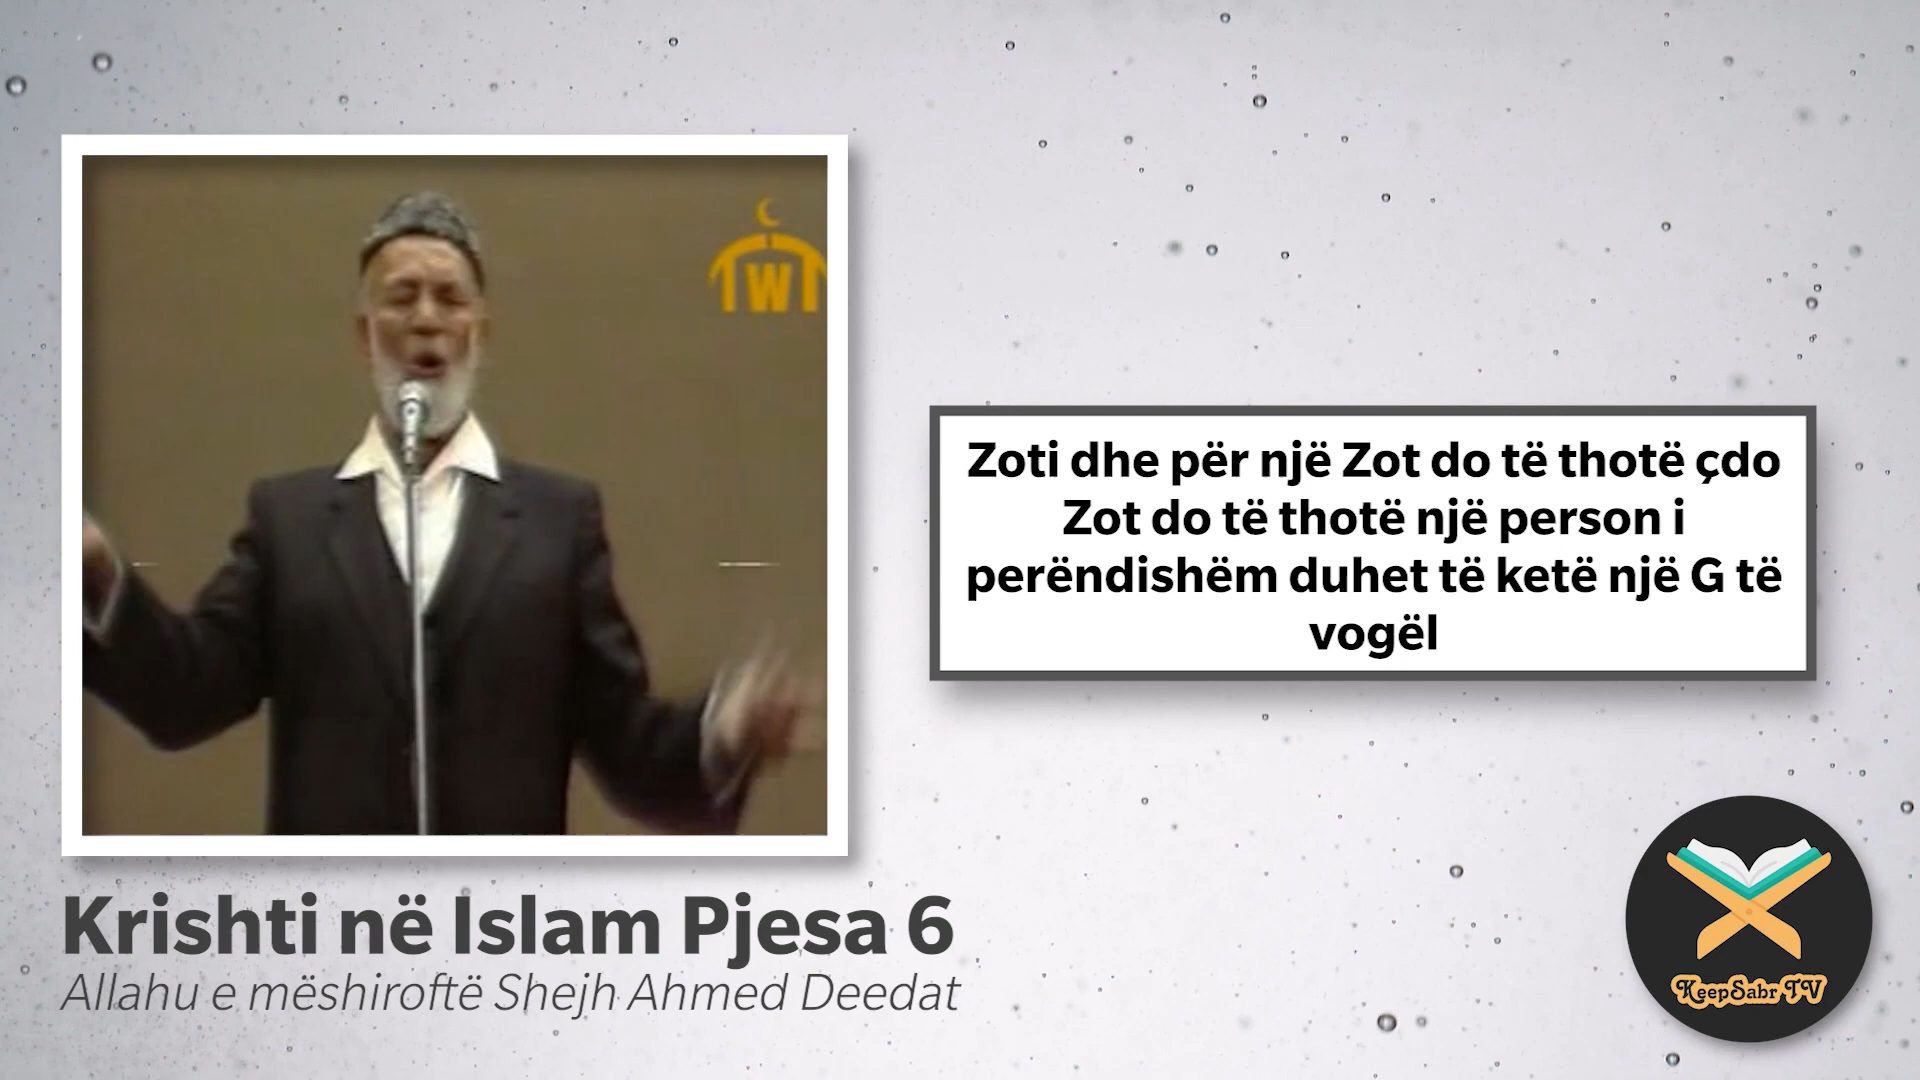 W
Zoti dhe për një Zot do të thotë çdo
Zot do të thotë një person i
perëndishëm duhet të ketë një G të
vogël
Krishti në Islam Pjesa 6
Allahu e mëshiroftë Shejh Ahmed Deedat
KeepSabr TV